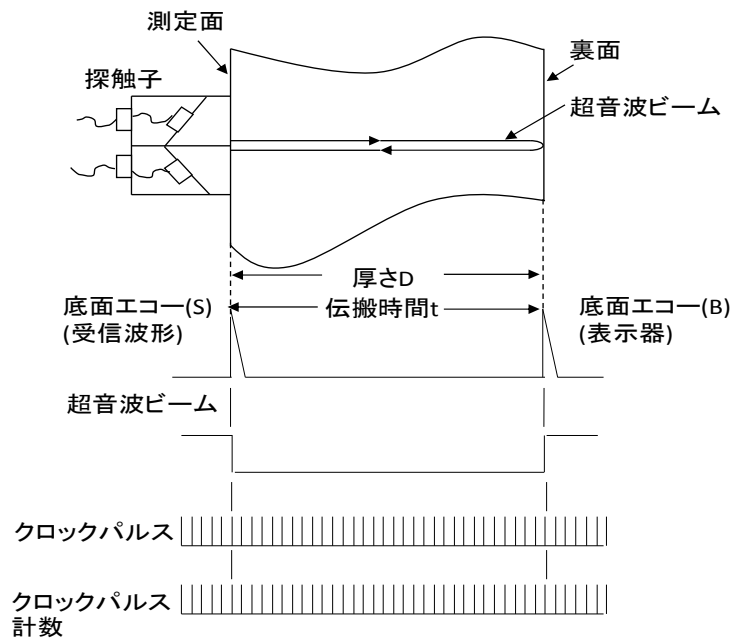 測定面
裏面
探触子
超音波ビーム
厚さD
伝搬時間t
底面エコー(S)
(受信波形)
底面エコー(B)
(表示器)
超音波ビーム
クロックパルス
クロックパルス
計数